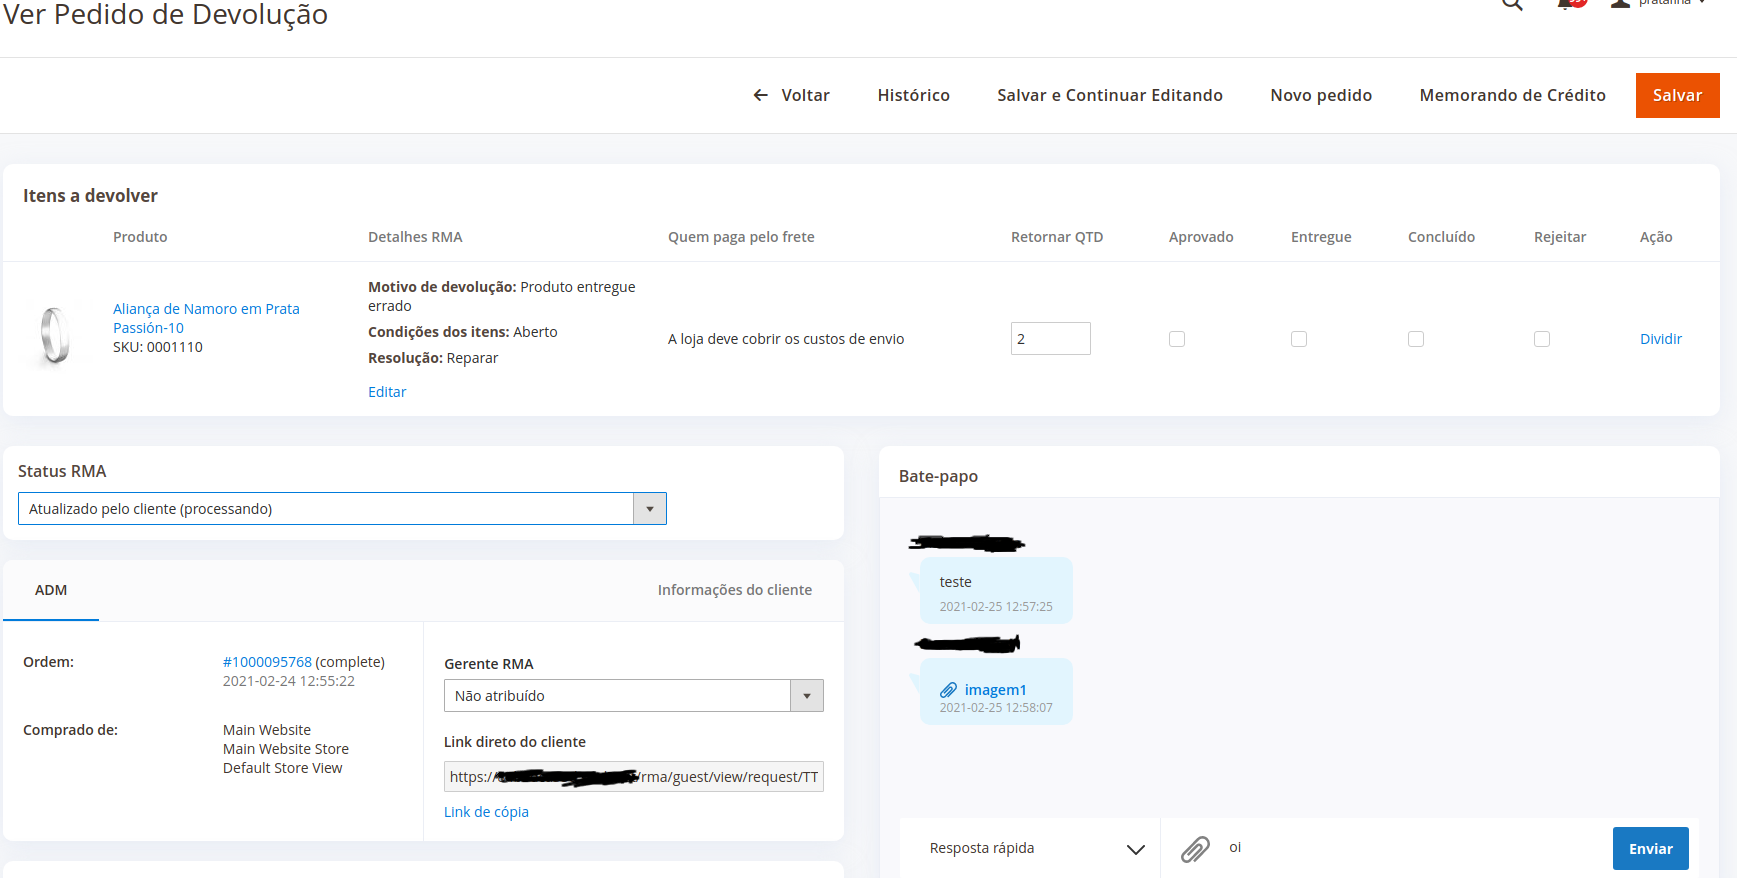 Ver Pedido de Devolução
Voltar Histórico Salvar e Continuar Editando Novo pedido Memorando de Crédito Salvar
Itens a devolver
Produto Detalhes RMA Quem paga pelo frete Retornar QTD Aprovado Entregue Concluído Rejeitar Ação
Aliança de Namoro em Prata
Passión-10
SKU: 0001110
Motivo de devolução: Produto entregue
errado
Condições dos itens: Aberto
Resolução: Reparar
Editar
A loja deve cobrir os custos de envio
2
Dividir
Status RMA
Atualizado pelo cliente (processando)
ADM
Informações do cliente
Ordem:
#1000095768 (complete)
2021-02-24 12:55:22
Comprado de:
Main Website
Main Website Store
Default Store View
Gerente RMA
Não atribuído
Link direto do cliente
https:// /rma/guest/view/request/TT
Link de cópia
Bate-papo
teste
2021-02-25 12:57:25
imagem1
2021-02-25 12:58:07
Resposta rápida
oi
Enviar